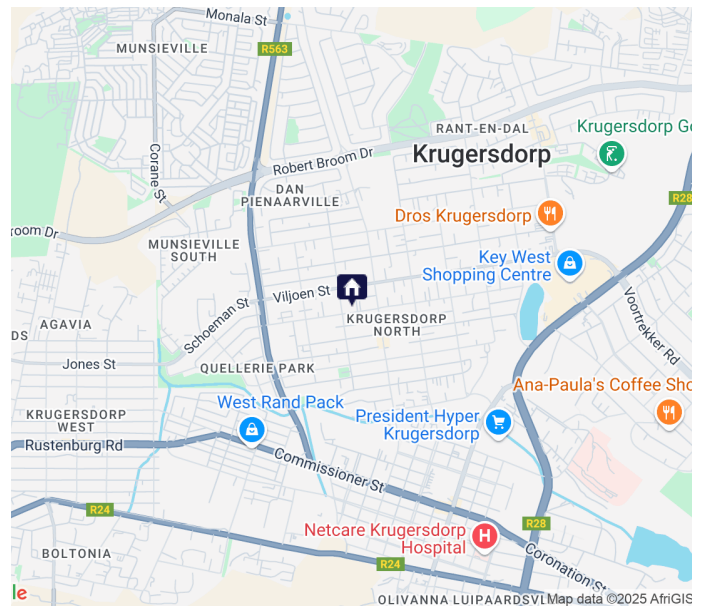 Monala St
MUNSIEVILLE
R563
RANT-EN-DAL
Krugersdorp Go
Krugersdorp
Corane St
Robert Broom Dr
DAN
PIENAARVILLE
R28
Dros Krugersdorp
room Dr
MUNSIEVILLE
SOUTH
Key West
Shopping Centre
Viljoen St
Voortrekker Rd
Schoeman St
KRUGERSDORP
NORTH
AGAVIA
DS
Jones St
QUELLERIE PARK
Ana-Paula's Coffee Sho
West Rand Pack
KRUGERSDORP
WEST
President Hyper
Krugersdorp
Rustenburg Rd
Commissioner St
R24
R28
Netcare Krugersdorp
Hospital
H
Coronation St
BOLTONIA
R24
le
OLIVANNA
LUIPAARDSVL
Map data ©2025 AfriGIS